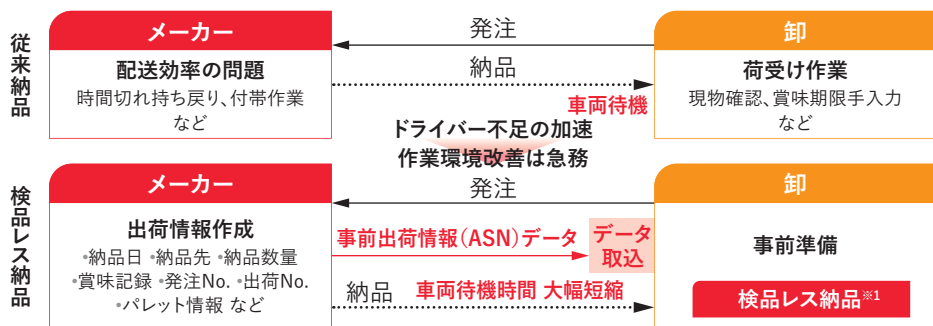 従来納品
メーカー
配送効率の問題
時間切れ持ち戻り、付帯作業
など
発注
納品
車両待機
卸
荷受け作業
現物確認、賞味期限手入力
など
ドライバー不足の加速
作業環境改善は急務
検品レス納品
メーカー
出荷情報作成
•納品日 •納品先 •納品数量
•賞味記録 •発注No. •出荷No.
•パレット情報 など
発注
事前出荷情報(ASN)データ
データ
取込
納品 車両待機時間 大幅短縮
卸
事前準備
検品レス納品※1